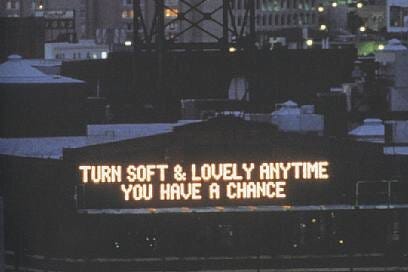 TURN SOFT & LOVELY ANYTIME
YOU HAVE A CHANCE